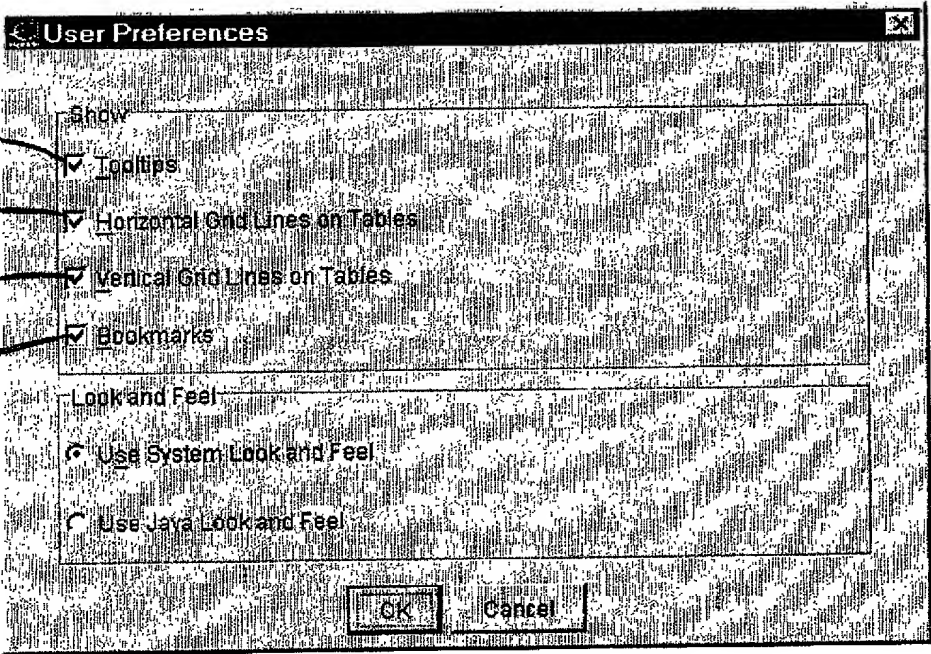 User Preferences
Show
Tooltips
Horizontal Grid Lines on Tables
Vertical Grid Lines on Tables
Bookmarks
Look and Feel
Use System Look and Feel
Use Java Look and Feel
OK
Cancel